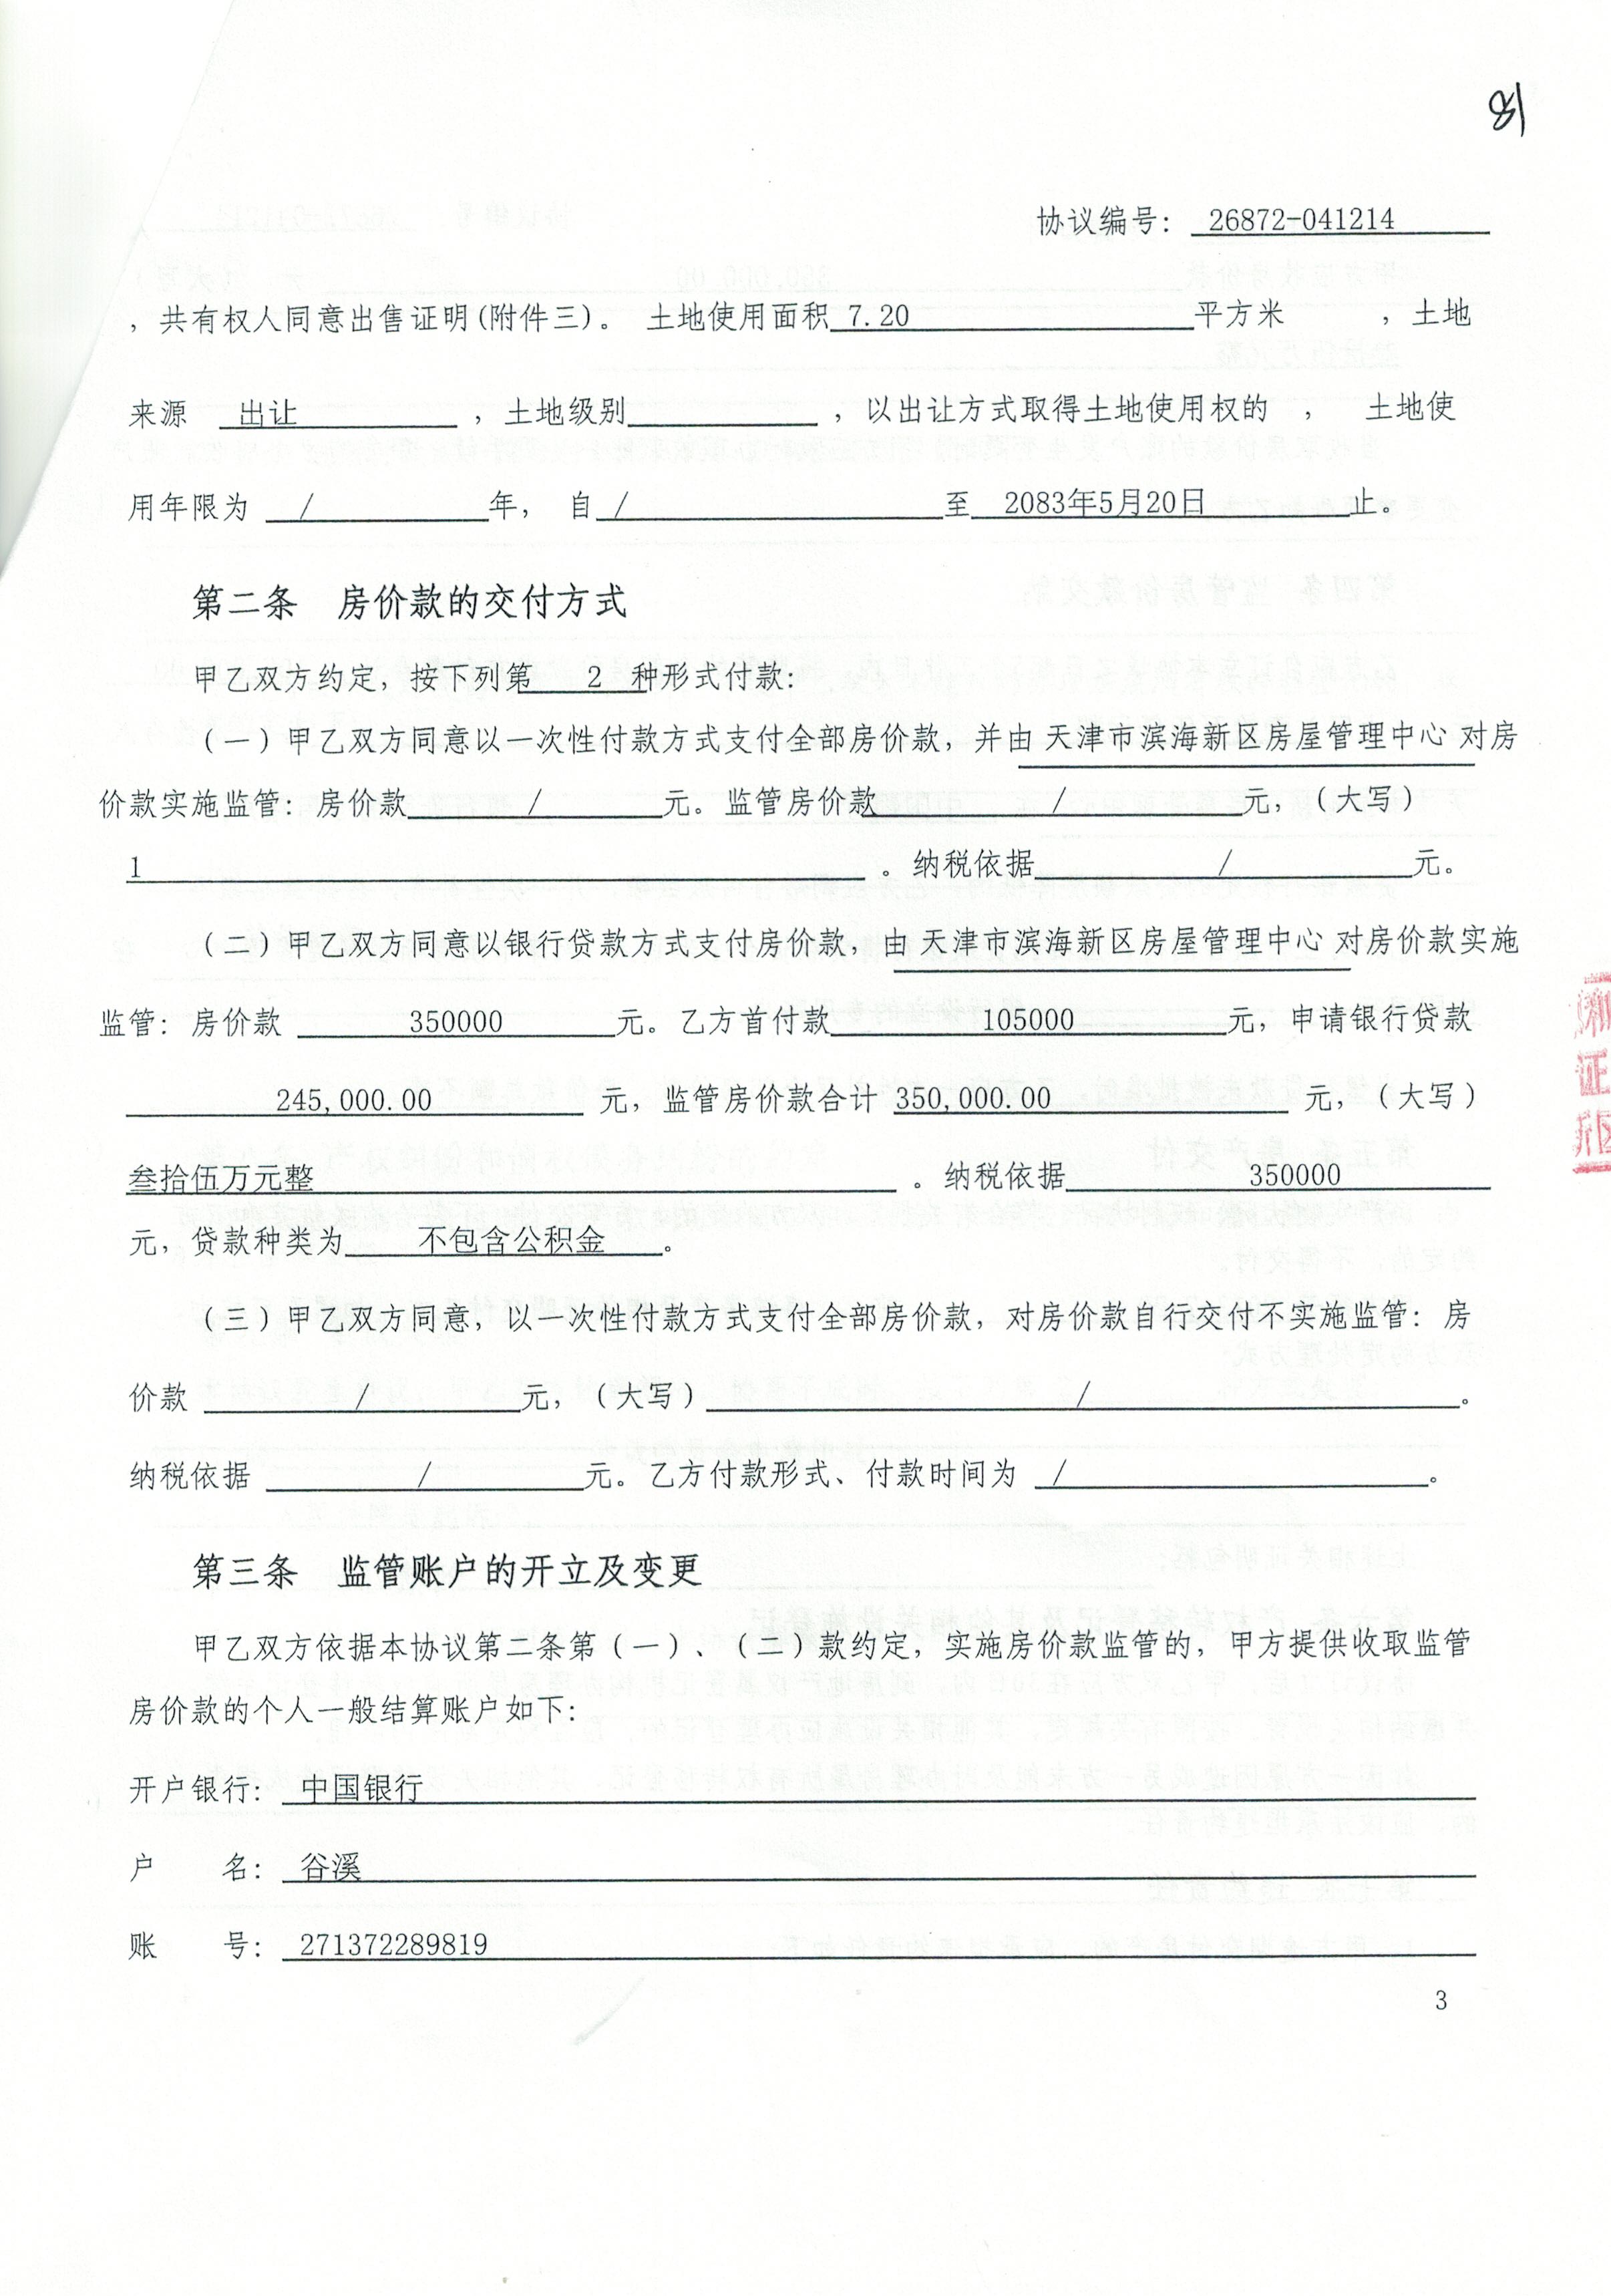 18
协议编号： 26872-041214
，共有权人同意出售证明(附件三)。 土地使用面积 7.20 平方米 ，土地
来源 出让 ，土地级别 ，以出让方式取得土地使用权的 ， 土地使
用年限为 / 年， 自 / 至 2083年5月20日 止。
第二条 房价款的交付方式
甲乙双方约定，按下列第 2 种形式付款：
（一）甲乙双方同意以一次性付款方式支付全部房价款，并由 天津市滨海新区房屋管理中心 对房
价款实施监管：房价款 / 元。监管房价款 / 元，（大写）
1 。纳税依据 / 元。
（二）甲乙双方同意以银行贷款方式支付房价款，由 天津市滨海新区房屋管理中心 对房价款实施
监管：房价款 350000 元。乙方首付款 105000 元，申请银行贷款
245,000.00 元，监管房价款合计 350,000.00 元，（大写）
叁拾伍万元整 。纳税依据 350000
元，贷款种类为 不包含公积金 。
（三）甲乙双方同意，以一次性付款方式支付全部房价款，对房价款自行交付不实施监管：房
价款 / 元，（大写） / 。
纳税依据 / 元。乙方付款形式、付款时间为 / 。
第三条 监管账户的开立及变更
甲乙双方依据本协议第二条第（一）、（二）款约定，实施房价款监管的，甲方提供收取监管
房价款的个人一般结算账户如下：
开户银行： 中国银行
户 名： 谷溪
账 号： 271372289819
3
证